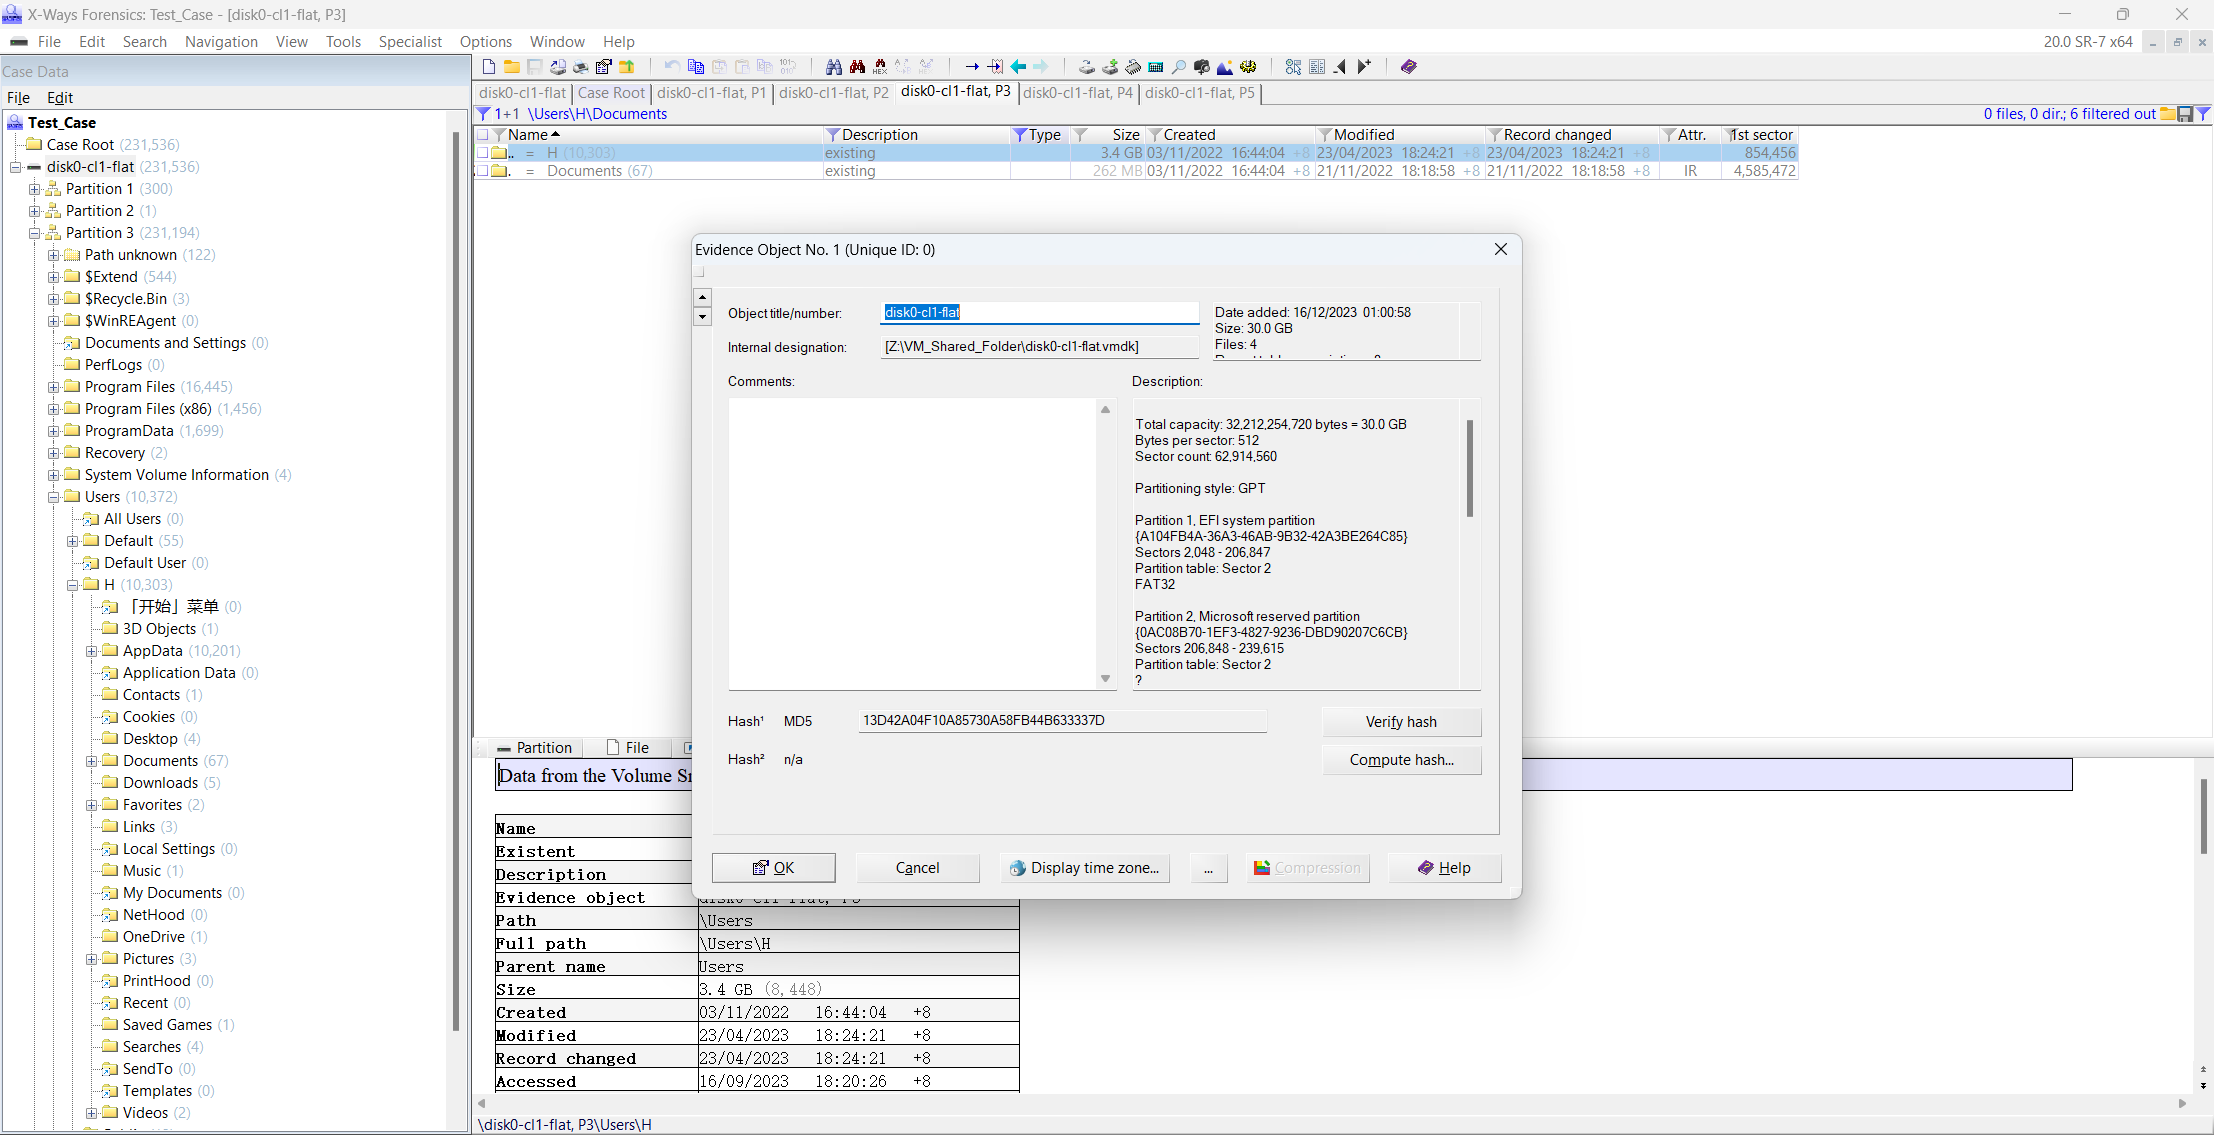 X-Ways Forensics: Test_Case - [disk0-cl1-flat, P3]
File Edit Search Navigation View Tools Specialist Options Window Help
20.0 SR-7 x64
Case Data
File Edit
Test_Case
Case Root (231,536)
disk0-cl1-flat (231,536)
Partition 1 (300)
Partition 2 (1)
Partition 3 (231,194)
Path unknown (122)
$Extend (544)
$Recycle.Bin (3)
$WinREAgent (0)
Documents and Settings (0)
PerfLogs (0)
Program Files (16,445)
Program Files (x86) (1,456)
ProgramData (1,699)
Recovery (2)
System Volume Information (4)
Users (10,372)
All Users (0)
Default (55)
Default User (0)
H (10,303)
「开始」菜单 (0)
3D Objects (1)
AppData (10,201)
Application Data (0)
Contacts (1)
Cookies (0)
Desktop (4)
Documents (67)
Downloads (5)
Favorites (2)
Links (3)
Local Settings (0)
Music (1)
My Documents (0)
NetHood (0)
OneDrive (1)
Pictures (3)
PrintHood (0)
Recent (0)
Saved Games (1)
Searches (4)
SendTo (0)
Templates (0)
Videos (2)
disk0-cl1-flat Case Root disk0-cl1-flat, P1 disk0-cl1-flat, P2 disk0-cl1-flat, P3 disk0-cl1-flat, P4 disk0-cl1-flat, P5
1+1 \Users\H\Documents
0 files, 0 dir.; 6 filtered out
Name Description Type Size Created Modified Record changed Attr. 1st sector
.. = H (10,303) existing 3.4 GB 03/11/2022 16:44:04 +8 23/04/2023 18:24:21 +8 23/04/2023 18:24:21 +8 854,456
. = Documents (67) existing 262 MB 03/11/2022 16:44:04 +8 21/11/2022 18:18:58 +8 21/11/2022 18:18:58 +8 IR 4,585,472
Evidence Object No. 1 (Unique ID: 0)
Object title/number: disk0-cl1-flat
Internal designation: [Z:\VM_Shared_Folder\disk0-cl1-flat.vmdk]
Date added: 16/12/2023 01:00:58
Size: 30.0 GB
Files: 4
Comments:
Description:
Total capacity: 32,212,254,720 bytes = 30.0 GB
Bytes per sector: 512
Sector count: 62,914,560
Partitioning style: GPT
Partition 1, EFI system partition
{A104FB4A-36A3-46AB-9B32-42A3BE264C85}
Sectors 2,048 - 206,847
Partition table: Sector 2
FAT32
Partition 2, Microsoft reserved partition
{0AC08B70-1EF3-4827-9236-DBD90207C6CB}
Sectors 206,848 - 239,615
Partition table: Sector 2
?
Hash¹ MD5 13D42A04F10A85730A58FB44B633337D Verify hash
Hash² n/a Compute hash...
OK Cancel Display time zone... ... Compression Help
Partition File
Data from the Volume
Name
Existent
Description
Evidence object
Path \Users
Full path \Users\H
Parent name Users
Size 3.4 GB (8,448)
Created 03/11/2022 16:44:04 +8
Modified 23/04/2023 18:24:21 +8
Record changed 23/04/2023 18:24:21 +8
Accessed 16/09/2023 18:20:26 +8
\disk0-cl1-flat, P3\Users\H